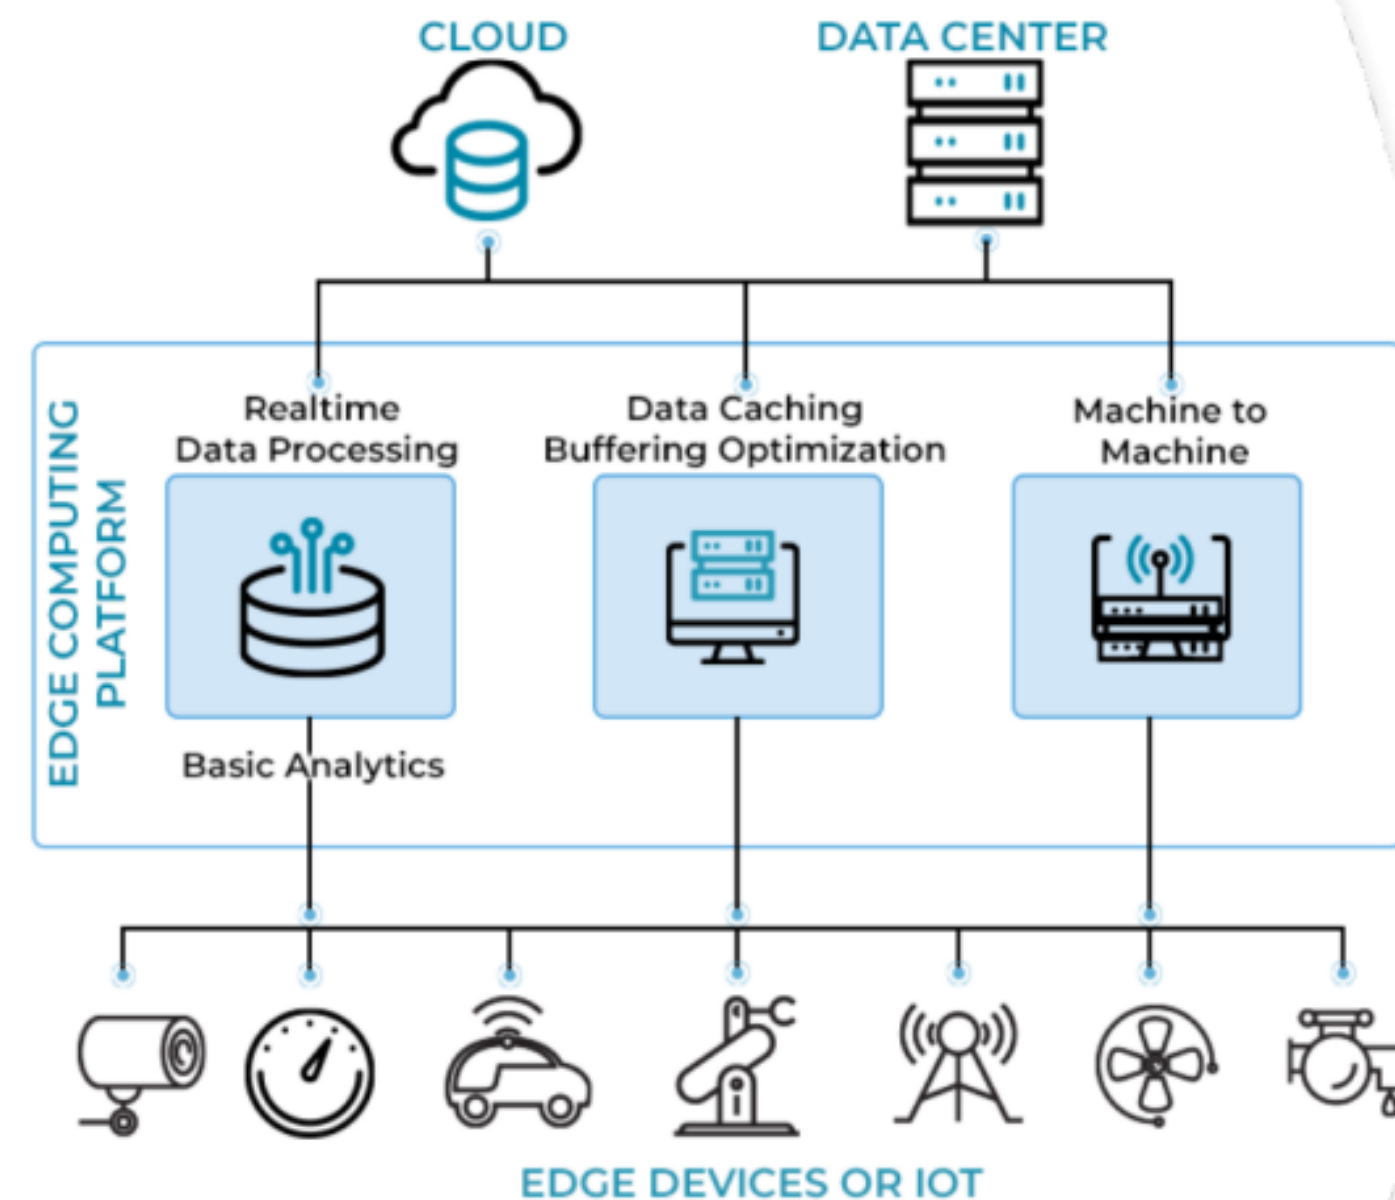 CLOUD
DATA CENTER
EDGE COMPUTING
PLATFORM
Realtime
Data Processing
Data Caching
Buffering Optimization
Machine to
Machine
Basic Analytics
EDGE DEVICES OR IOT